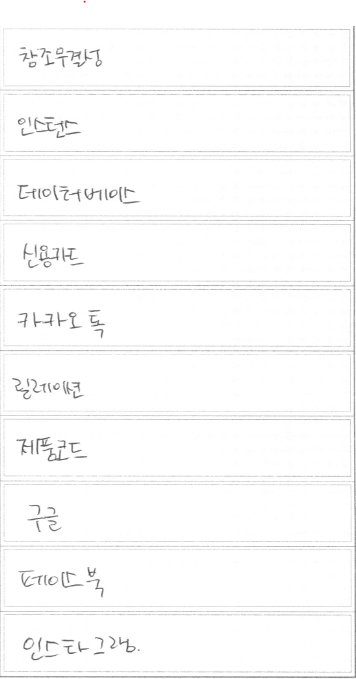 참조무결성
인스턴스
데이터베이스
신용카드
카카오톡
릴레이션
제품코드
구글
페이스북
인스타그램.